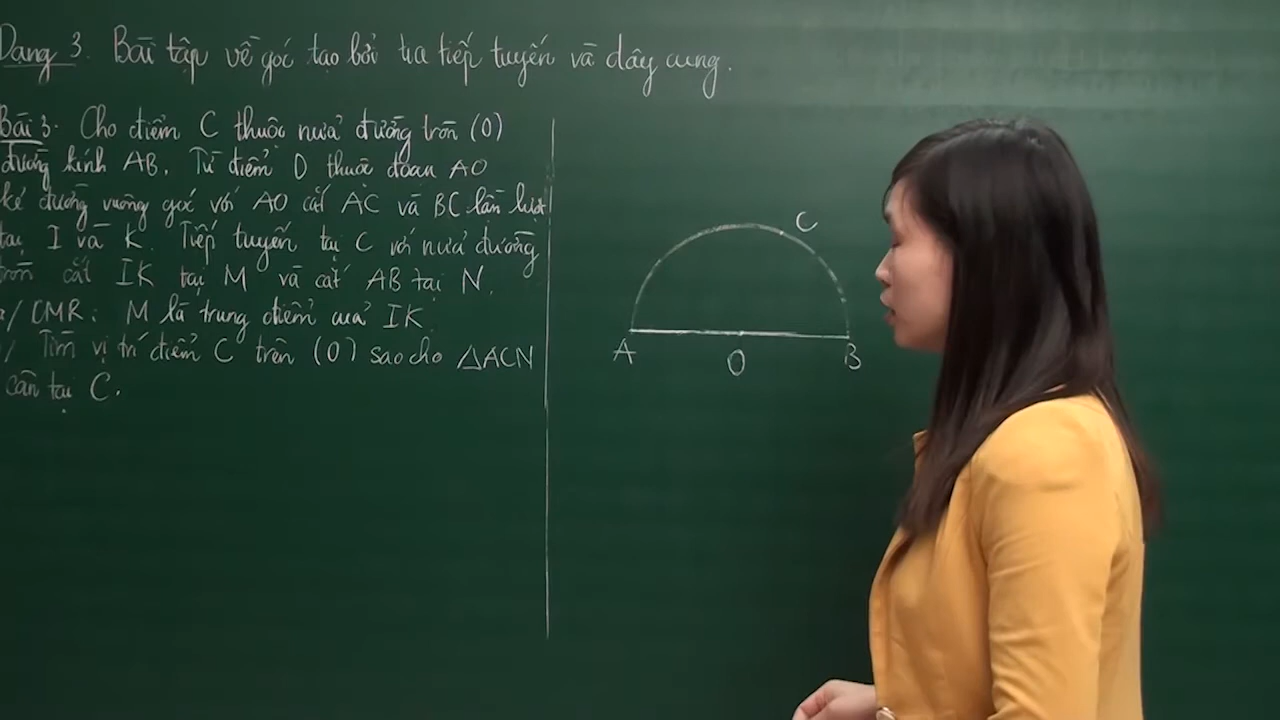 Dạng 3. Bài tập về góc tạo bởi tia tiếp tuyến và dây cung.
Bài 3. Cho điểm C thuộc nửa đường tròn (O)
đường kính AB. Từ điểm D thuộc đoạn AO
kẻ đường vuông góc với AO cắt AC và BC lần lượt
tại I và K. Tiếp tuyến tại C với nửa đường
tròn cắt IK tại M và cắt AB tại N.
a/ CMR: M là trung điểm của IK
/ Tìm vị trí điểm C trên (O) sao cho △ACN
cân tại C.
C
A
O
B